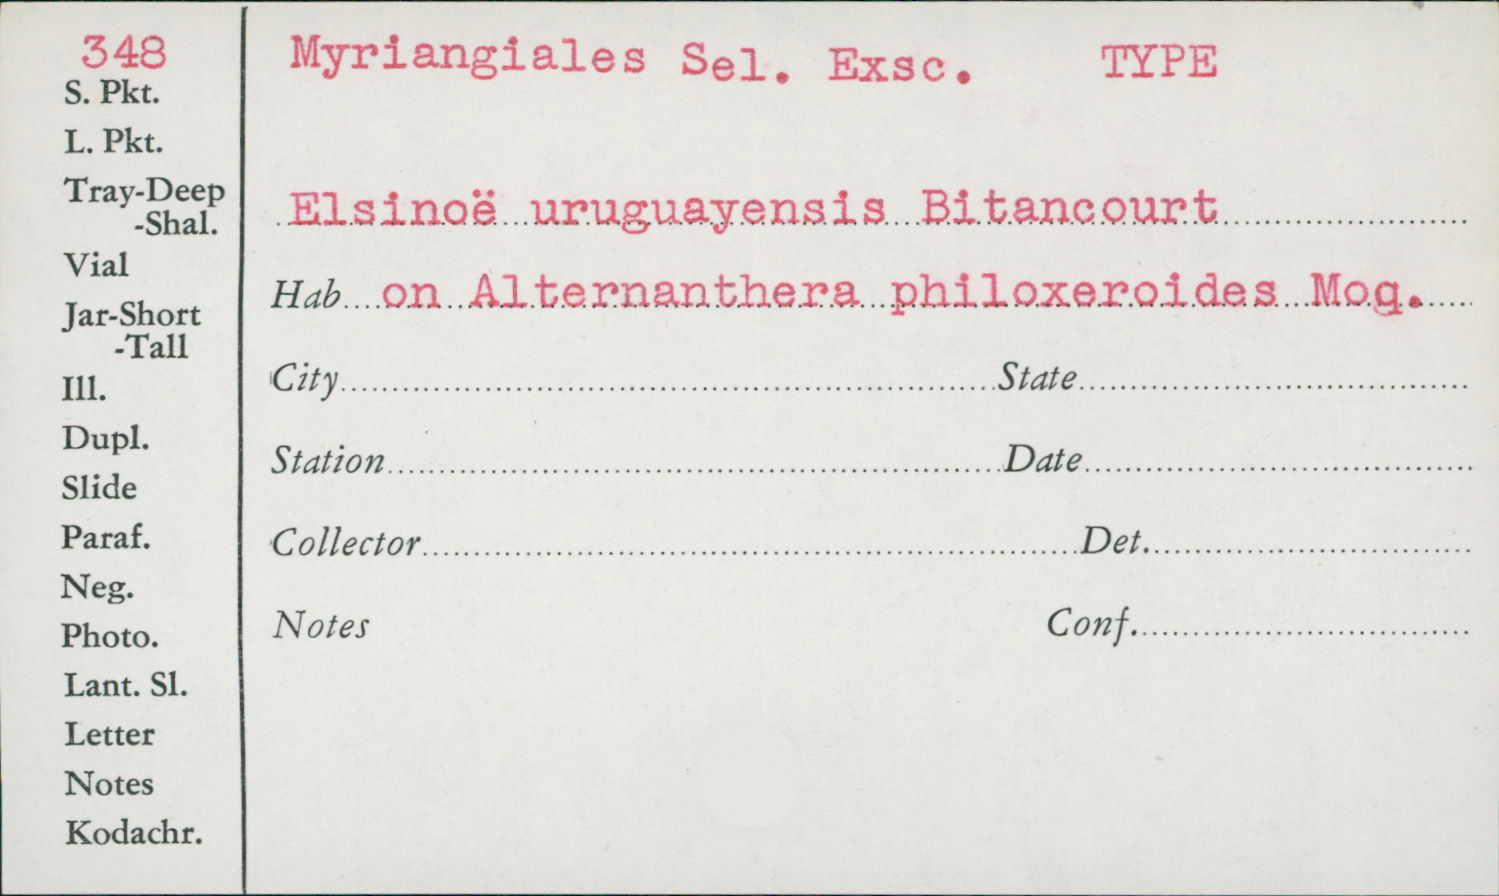 348
S. Pkt.
L. Pkt.
Tray-Deep
-Shal.
Vial
Jar-Short
-Tall
Ill.
Dupl.
Slide
Paraf.
Neg.
Photo.
Lant. Sl.
Letter
Notes
Kodachr.
Myriangiales Sel. Exsc. TYPE
Elsinoë uruguayensis Bitancourt
Hab on Alternanthera philoxeroides Moq.
City State
Station Date
Collector Det.
Notes Conf.